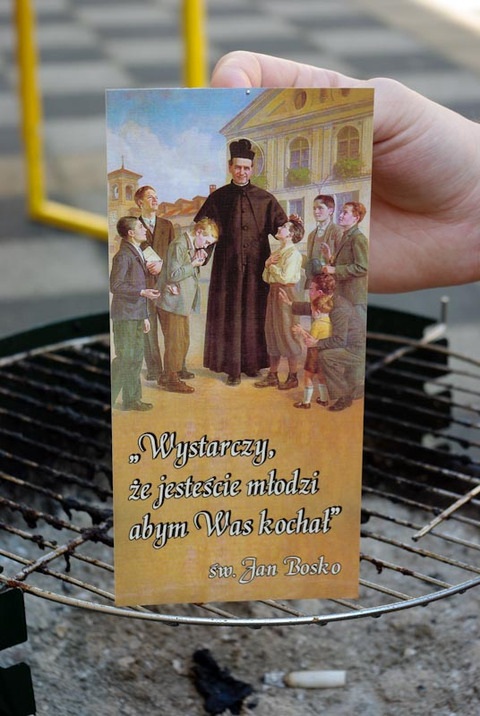 „Wystarczy,
że jesteście młodzi
abym Was kochał”
św. Jan Bosko